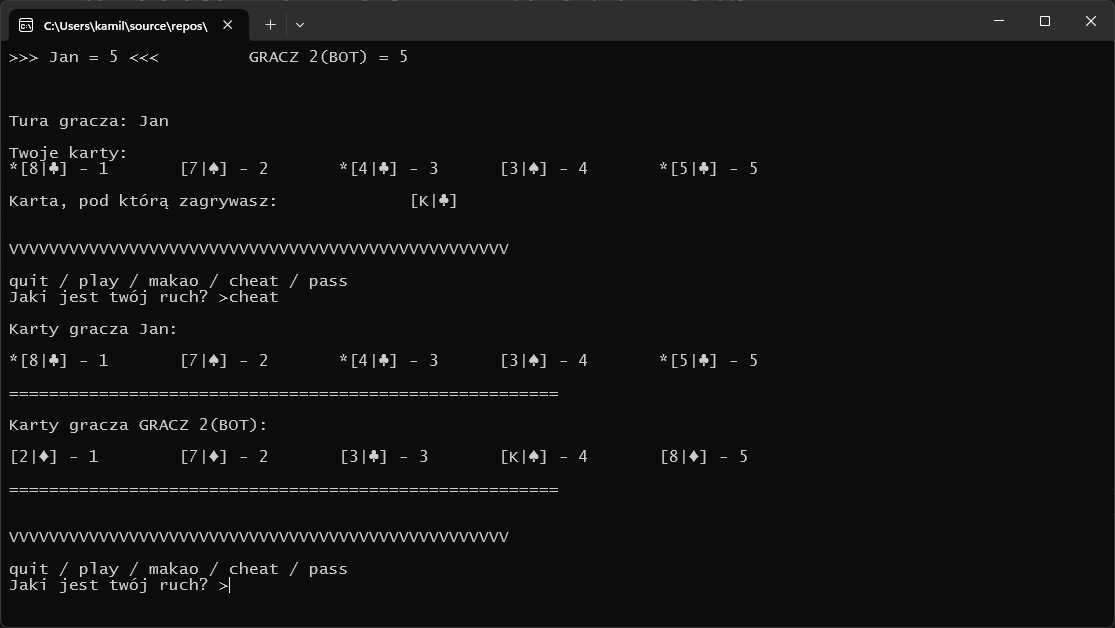 C:\Users\kamil\source\repos\
>>> Jan = 5 <<< GRACZ 2(BOT) = 5
Tura gracza: Jan
Twoje karty:
*[8|♣] - 1 [7|♠] - 2 *[4|♣] - 3 [3|♠] - 4 *[5|♣] - 5
Karta, pod którą zagrywasz: [K|♣]
VVVVVVVVVVVVVVVVVVVVVVVVVVVVVVVVVVVVVVVVVVVVVVVVVV
quit / play / makao / cheat / pass
Jaki jest twój ruch? >cheat
Karty gracza Jan:
*[8|♣] - 1 [7|♠] - 2 *[4|♣] - 3 [3|♠] - 4 *[5|♣] - 5
=======================================================
Karty gracza GRACZ 2(BOT):
[2|♦] - 1 [7|♦] - 2 [3|♣] - 3 [K|♠] - 4 [8|♦] - 5
=======================================================
VVVVVVVVVVVVVVVVVVVVVVVVVVVVVVVVVVVVVVVVVVVVVVVVVV
quit / play / makao / cheat / pass
Jaki jest twój ruch? >